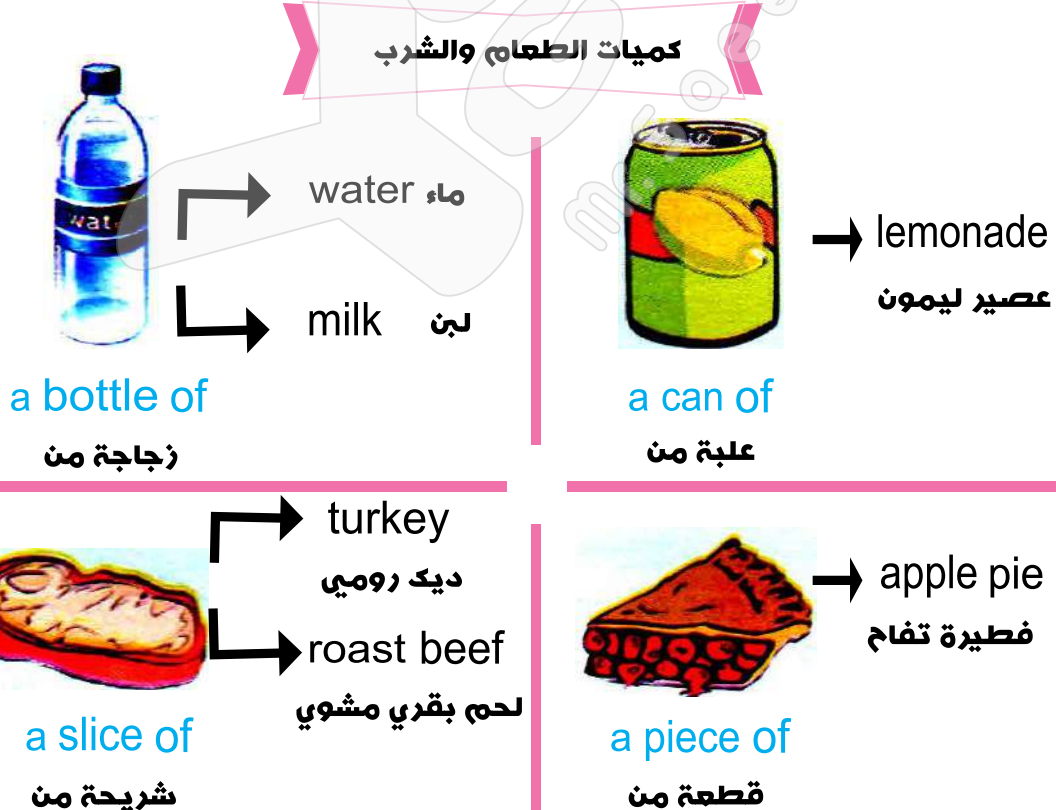 كميات الطعام والشرب
water ماء
milk لبن
a bottle of
زجاجة من
lemonade
عصير ليمون
a can of
علبة من
turkey
ديك رومي
roast beef
لحم بقري مشوي
a slice of
شريحة من
apple pie
فطيرة تفاح
a piece of
قطعة من